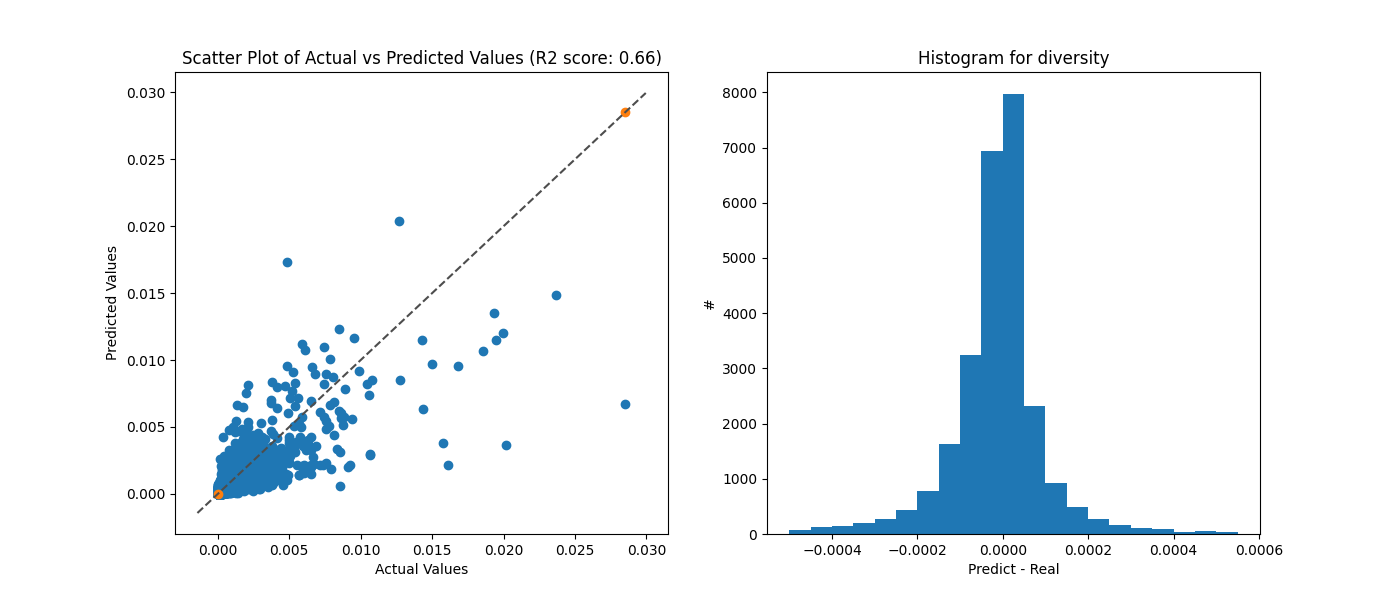 Scatter Plot of Actual vs Predicted Values (R2 score: 0.66)
0.030
0.025
0.020
0.015
0.010
0.005
0.000
Predicted Values
0.000 0.005 0.010 0.015 0.020 0.025 0.030
Actual Values
Histogram for diversity
8000
7000
6000
5000
4000
3000
2000
1000
0
#
−0.0004 −0.0002 0.0000 0.0002 0.0004 0.0006
Predict - Real